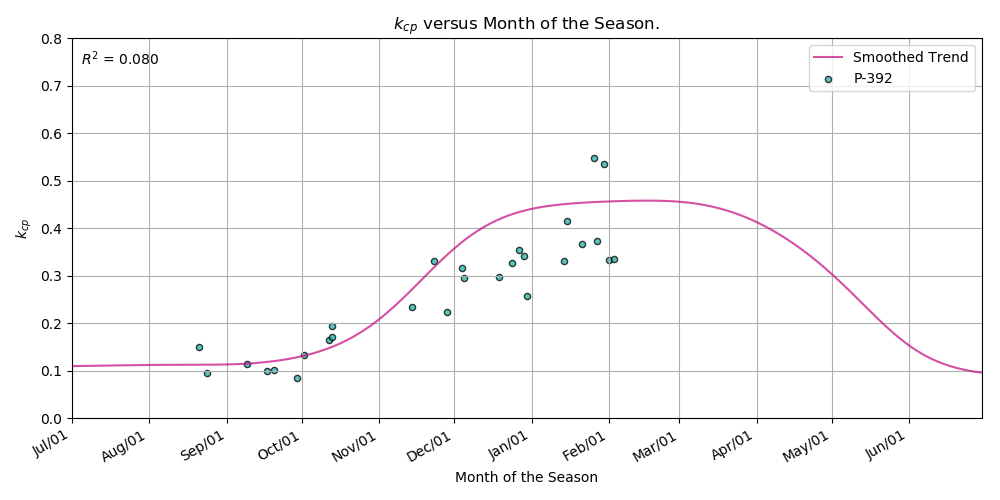 k_cp versus Month of the Season.
R² = 0.080
Smoothed Trend
P-392
k_cp
0.8
0.7
0.6
0.5
0.4
0.3
0.2
0.1
0.0
Jul/01
Aug/01
Sep/01
Oct/01
Nov/01
Dec/01
Jan/01
Feb/01
Mar/01
Apr/01
May/01
Jun/01
Month of the Season